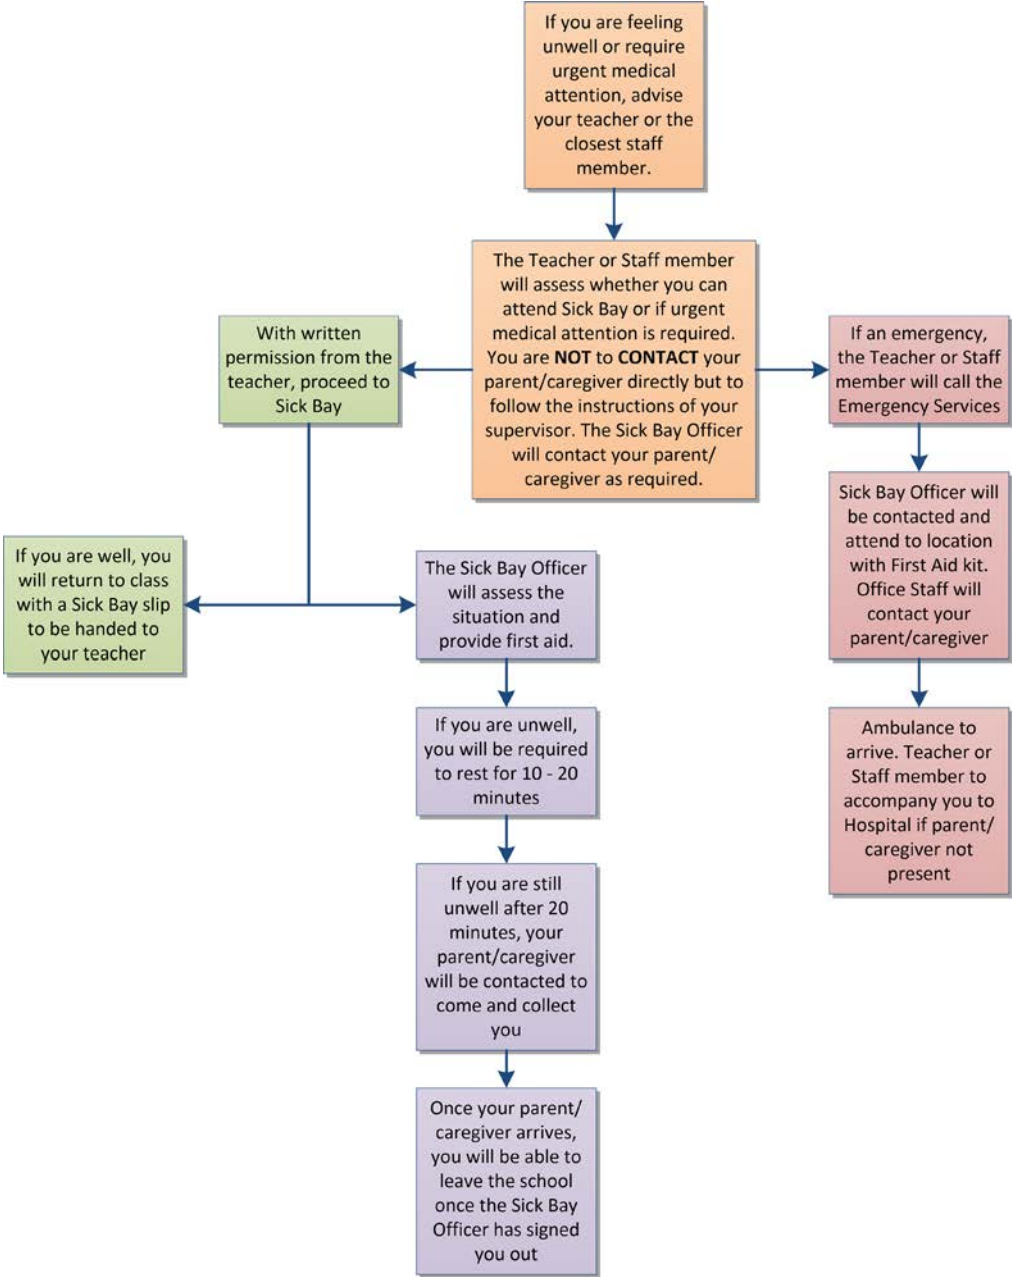 If you are feeling
unwell or require
urgent medical
attention, advise
your teacher or the
closest staff
member.
The Teacher or Staff member
will assess whether you can
attend Sick Bay or if urgent
medical attention is required.
You are NOT to CONTACT your
parent/caregiver directly but to
follow the instructions of your
supervisor. The Sick Bay Officer
will contact your parent/
caregiver as required.
With written
permission from the
teacher, proceed to
Sick Bay
If you are well, you
will return to class
with a Sick Bay slip
to be handed to
your teacher
The Sick Bay Officer
will assess the
situation and
provide first aid.
If you are unwell,
you will be required
to rest for 10 - 20
minutes
If you are still
unwell after 20
minutes, your
parent/caregiver
will be contacted to
come and collect
you
Once your parent/
caregiver arrives,
you will be able to
leave the school
once the Sick Bay
Officer has signed
you out
If an emergency,
the Teacher or Staff
member will call the
Emergency Services
Sick Bay Officer will
be contacted and
attend to location
with First Aid kit.
Office Staff will
contact your
parent/caregiver
Ambulance to
arrive. Teacher or
Staff member to
accompany you to
Hospital if parent/
caregiver not
present